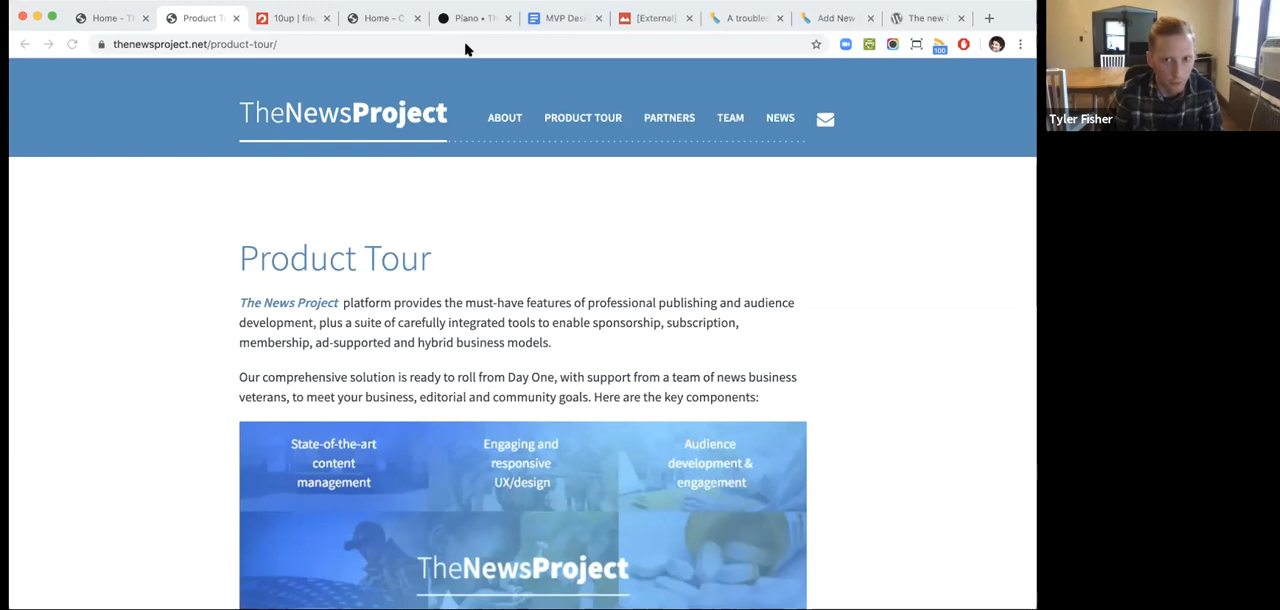 Home - T
Product T
10up | fin
Home - C
Piano • Th
MVP Des
[External]
A trouble
Add New
The new
thenewsproject.net/product-tour/
100
TheNewsProject
ABOUT
PRODUCT TOUR
PARTNERS
TEAM
NEWS
Tyler Fisher
Product Tour
The News Project platform provides the must-have features of professional publishing and audience
development, plus a suite of carefully integrated tools to enable sponsorship, subscription,
membership, ad-supported and hybrid business models.
Our comprehensive solution is ready to roll from Day One, with support from a team of news business
veterans, to meet your business, editorial and community goals. Here are the key components:
State-of-the-art
content
management
Engaging and
responsive
UX/design
Audience
development &
engagement
TheNewsProject